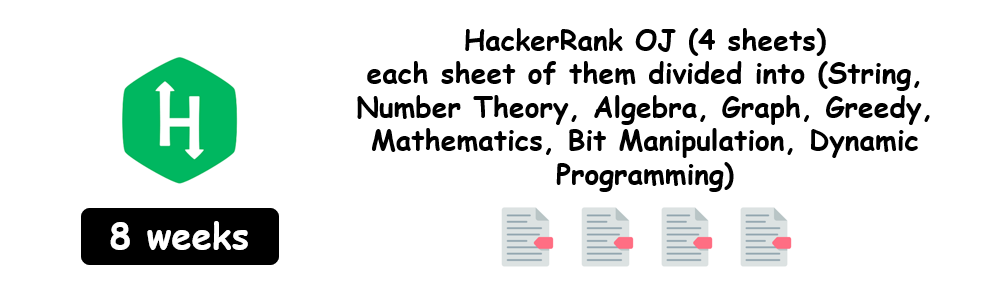 HackerRank OJ (4 sheets)
each sheet of them divided into (String,
Number Theory, Algebra, Graph, Greedy,
Mathematics, Bit Manipulation, Dynamic
Programming)
H
8 weeks